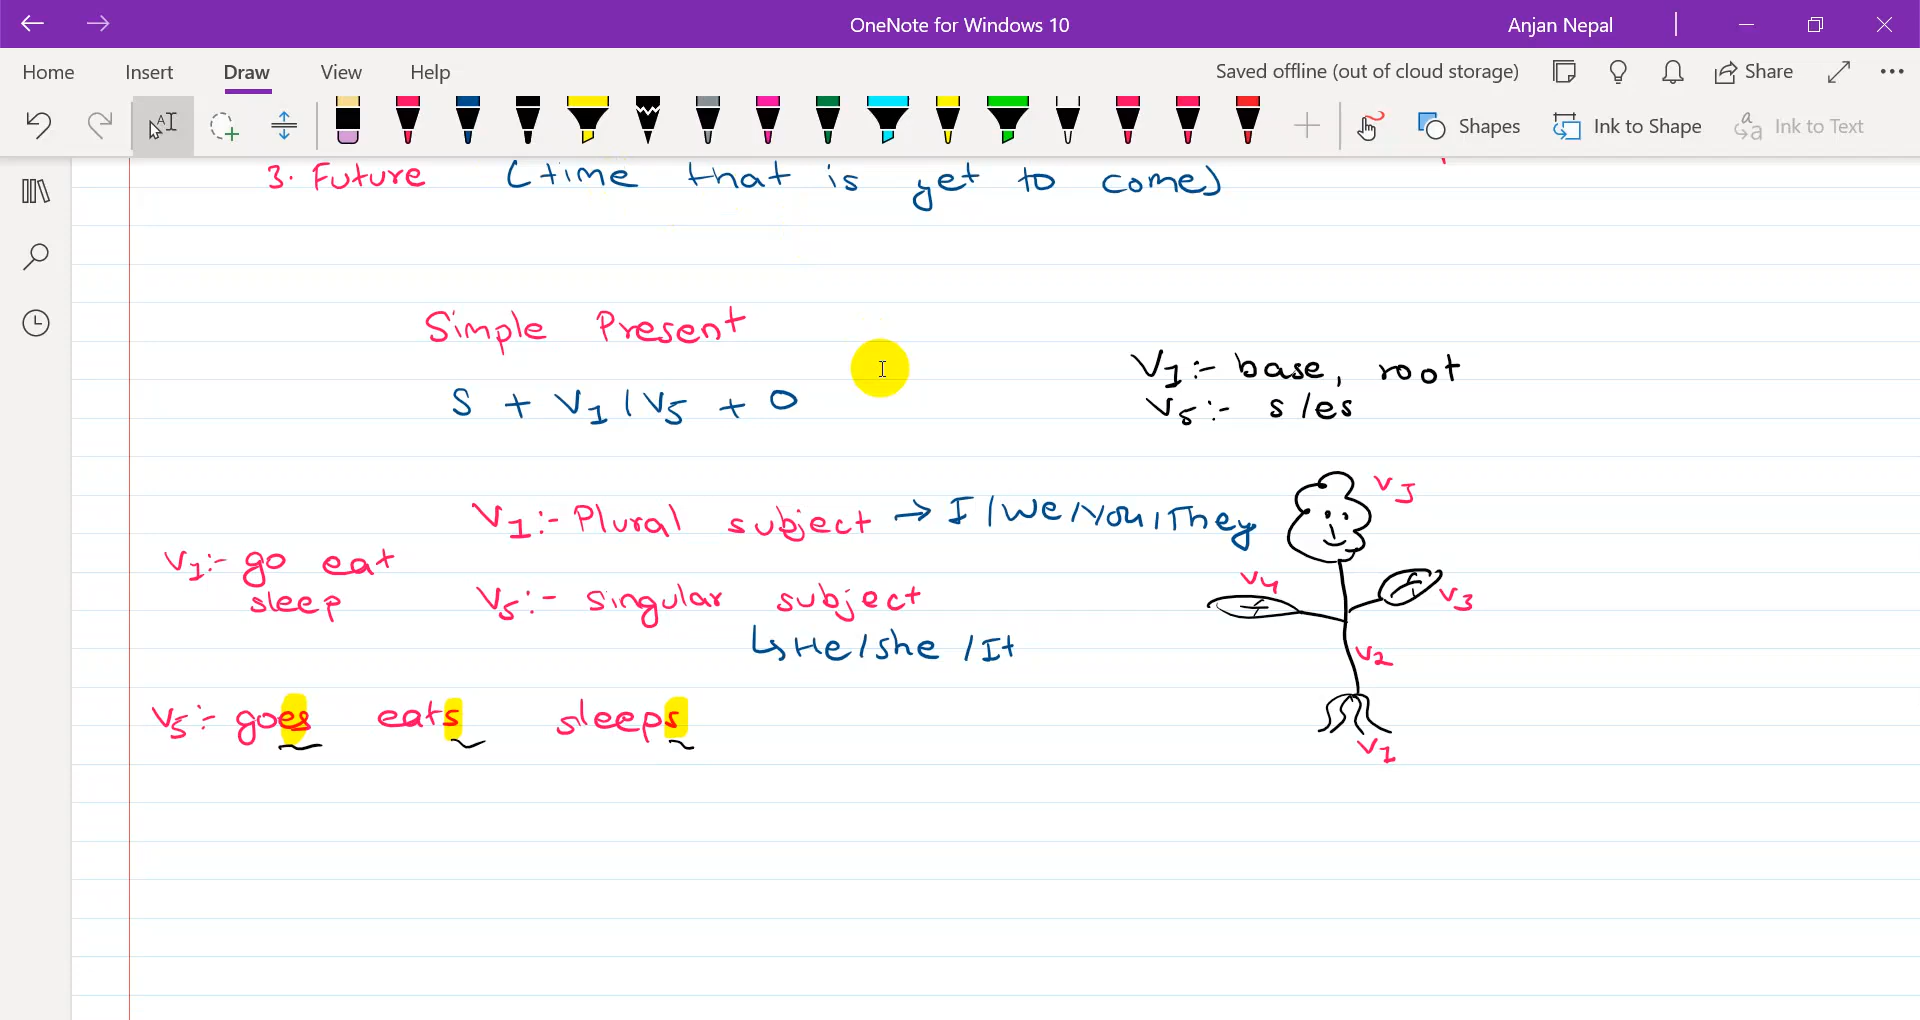 OneNote for Windows 10
Anjan Nepal
Home Insert Draw View Help
Saved offline (out of cloud storage)
Share
Shapes
Ink to Shape
Ink to Text
3. Future (time that is yet to come)
Simple Present
S + V1 / V5 + O
V1 :- base, root
V5 :- s/es
V1 :- Plural subject → I/We/You/They
V1 :- go eat
sleep
V5 :- singular subject
↳ He/she/It
V5 :- goes eats sleeps
V5
V4
V3
V2
V1